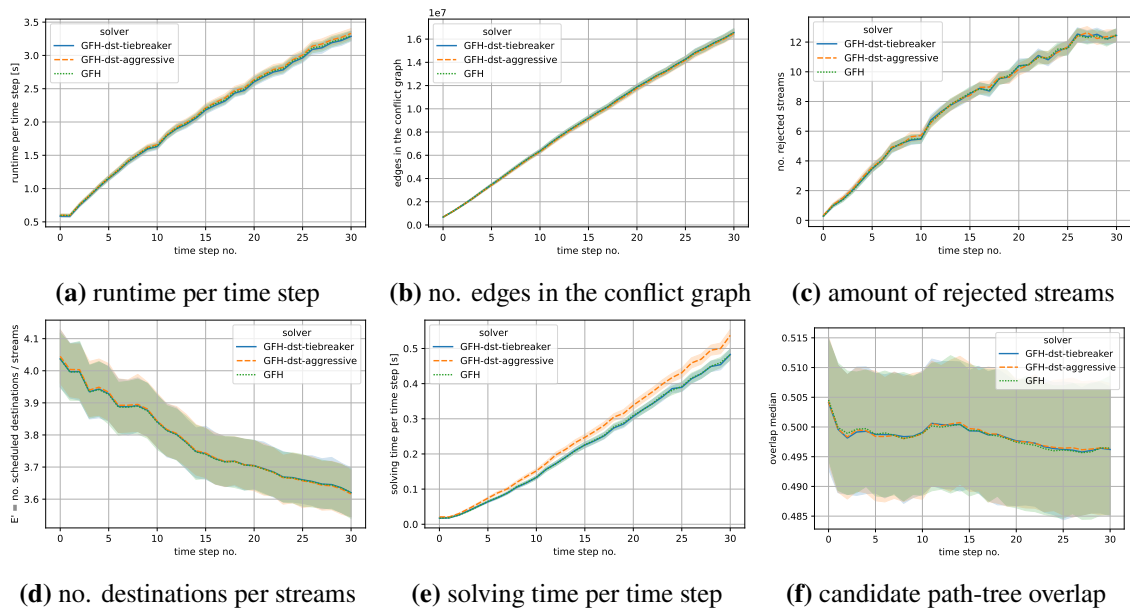 3.5
3.0
2.5
2.0
1.5
1.0
0.5
runtime per time step [s]
solver
GFH-dst-tiebreaker
GFH-dst-aggressive
GFH
0 5 10 15 20 25 30
time step no.
(a) runtime per time step
1e7
1.6
1.4
1.2
1.0
0.8
0.6
0.4
0.2
0.0
edges in the conflict graph
solver
GFH-dst-tiebreaker
GFH-dst-aggressive
GFH
0 5 10 15 20 25 30
time step no.
(b) no. edges in the conflict graph
12
10
8
6
4
2
0
no. rejected streams
solver
GFH-dst-tiebreaker
GFH-dst-aggressive
GFH
0 5 10 15 20 25 30
time step no.
(c) amount of rejected streams
4.1
4.0
3.9
3.8
3.7
3.6
E' = no. scheduled destinations / streams
solver
GFH-dst-tiebreaker
GFH-dst-aggressive
GFH
0 5 10 15 20 25 30
time step no.
(d) no. destinations per streams
0.5
0.4
0.3
0.2
0.1
0.0
solving time per time step [s]
solver
GFH-dst-tiebreaker
GFH-dst-aggressive
GFH
0 5 10 15 20 25 30
time step no.
(e) solving time per time step
0.515
0.510
0.505
0.500
0.495
0.490
0.485
overlap median
solver
GFH-dst-tiebreaker
GFH-dst-aggressive
GFH
0 5 10 15 20 25 30
time step no.
(f) candidate path-tree overlap